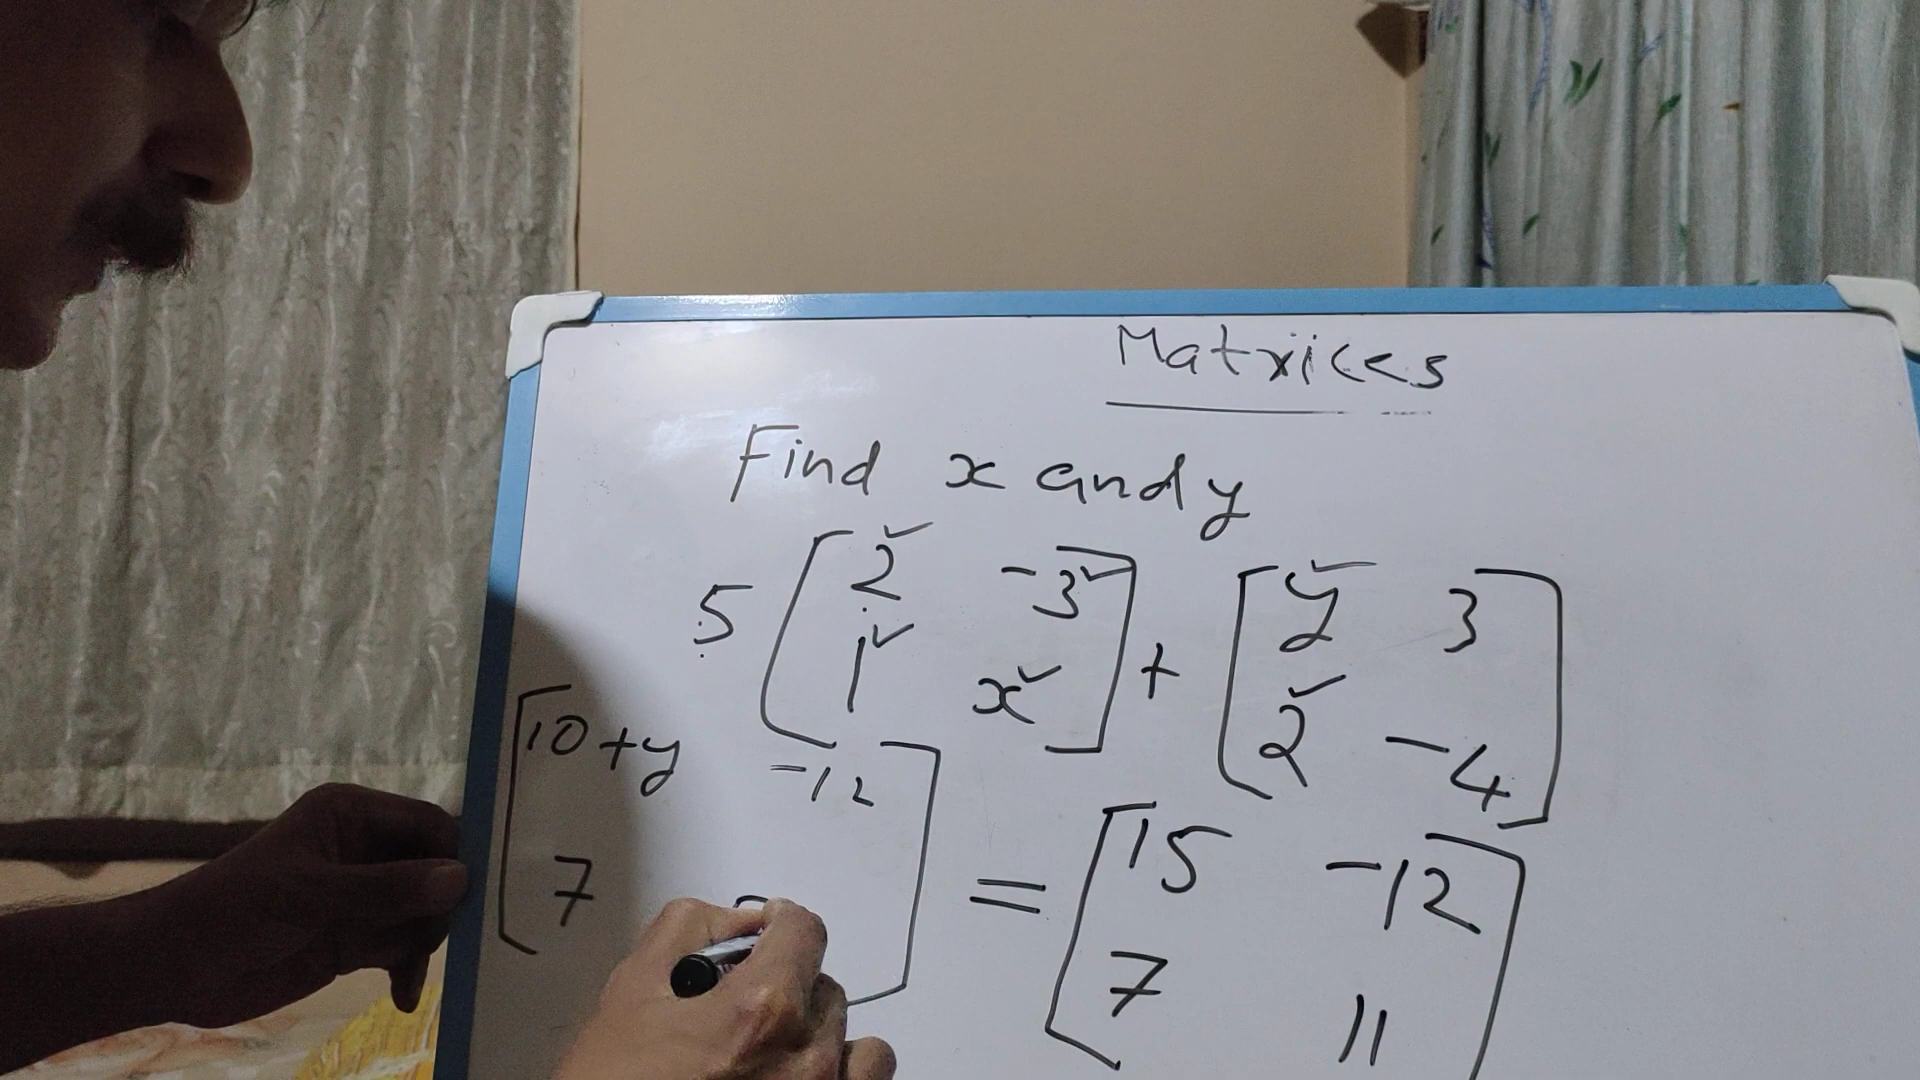 Matrices
Find x and y
5 [ 2 -3 ] + [ y 3 ]
[ 1 x ] [ 2 -4 ]
[ 10+y -12 ] = [ 15 -12 ]
[ 7 ] [ 7 11 ]